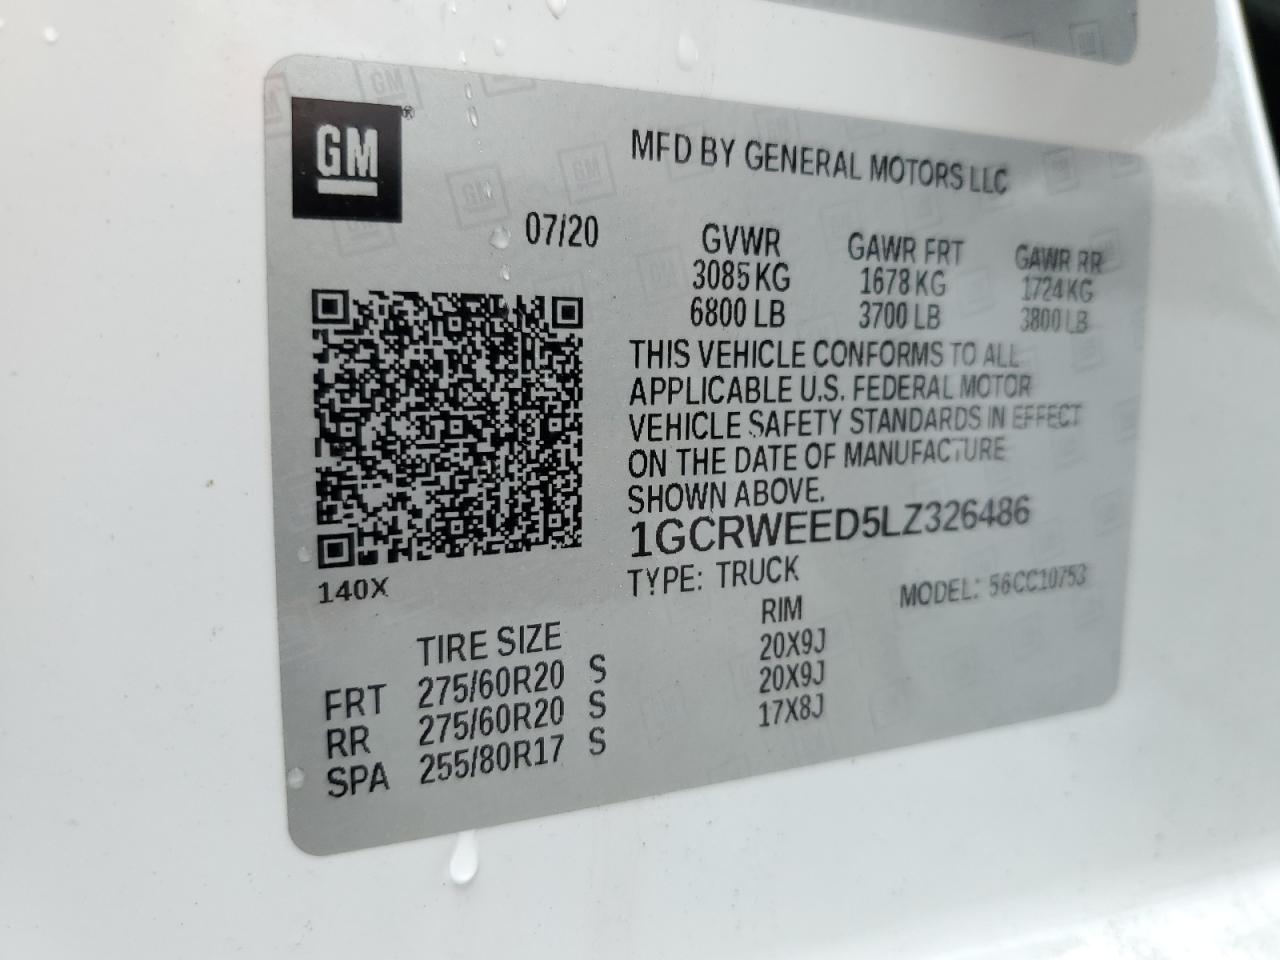 GM
MFD BY GENERAL MOTORS LLC
07/20
GVWR GAWR FRT GAWR RR
3085 KG 1678 KG 1724 KG
6800 LB 3700 LB 3800 LB
THIS VEHICLE CONFORMS TO ALL
APPLICABLE U.S. FEDERAL MOTOR
VEHICLE SAFETY STANDARDS IN EFFECT
ON THE DATE OF MANUFACTURE
SHOWN ABOVE.
1GCRWEED5LZ326486
140X
TYPE: TRUCK MODEL: 56CC10753
TIRE SIZE RIM
FRT 275/60R20 S 20X9J
RR 275/60R20 S 20X9J
SPA 255/80R17 S 17X8J